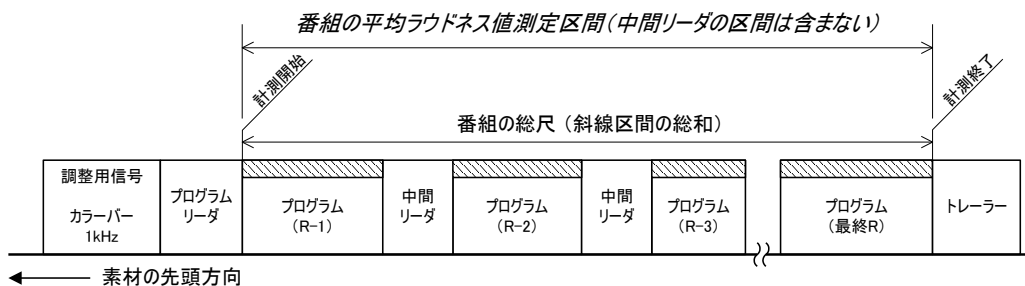 番組の平均ラウドネス値測定区間(中間リーダの区間は含まない)
計測開始
計測終了
番組の総尺(斜線区間の総和)
調整用信号
カラーバー
1kHz
プログラム
リーダ
プログラム
(R-1)
中間
リーダ
プログラム
(R-2)
中間
リーダ
プログラム
(R-3)
プログラム
(最終R)
トレーラー
素材の先頭方向